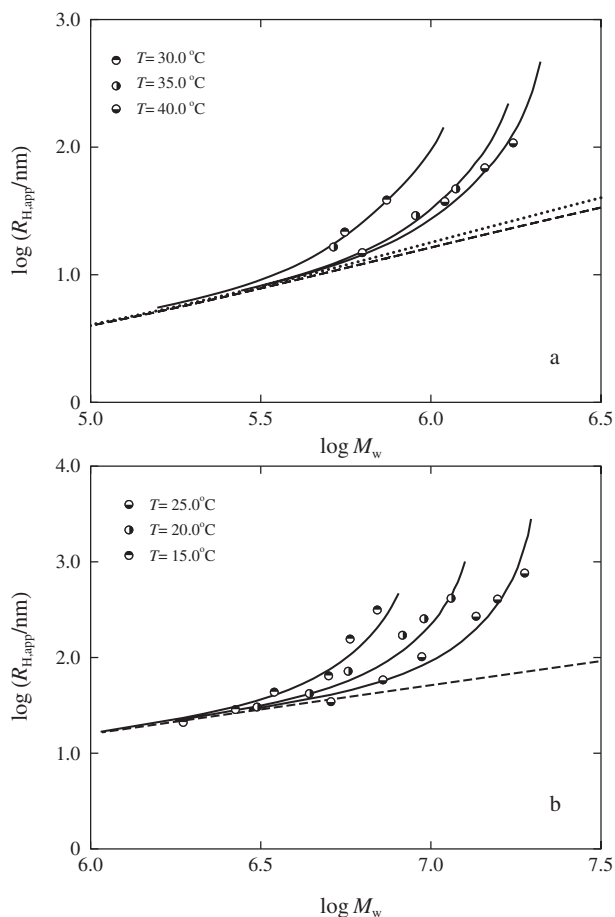 3.0
T= 30.0 °C
T= 35.0 °C
T= 40.0 °C
2.0
log (R_H,app/nm)
1.0
a
0
5.0 5.5 6.0 6.5
log M_w
4.0
T= 25.0°C
T= 20.0°C
T= 15.0°C
3.0
log (R_H,app/nm)
2.0
1.0
b
0
6.0 6.5 7.0 7.5
log M_w